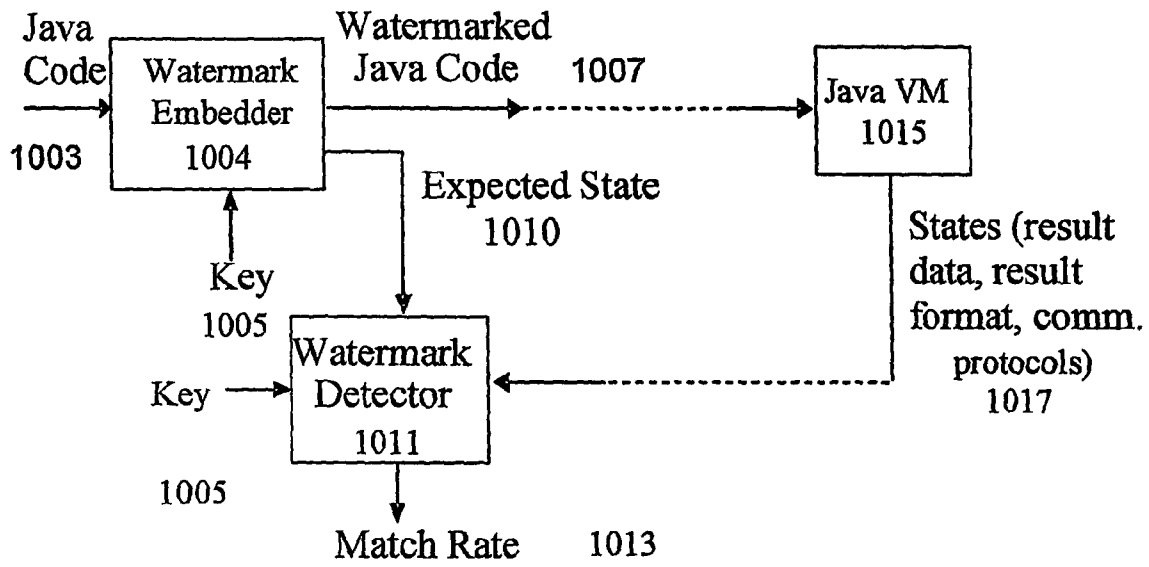 Java
Code
1003
Watermark
Embedder
1004
Watermarked
Java Code
1007
Java VM
1015
Expected State
1010
Key
1005
States (result
data, result
format, comm.
protocols)
1017
Watermark
Detector
1011
Key
1005
Match Rate
1013